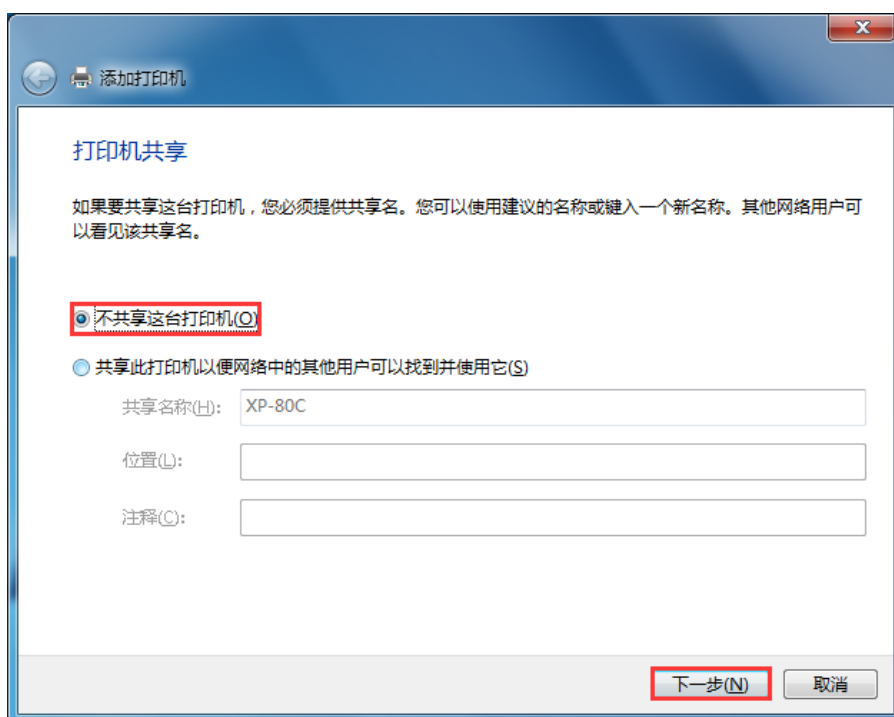 添加打印机
打印机共享
如果要共享这台打印机，您必须提供共享名。您可以使用建议的名称或键入一个新名称。其他网络用户可
以看见该共享名。
不共享这台打印机(O)
共享此打印机以便网络中的其他用户可以找到并使用它(S)
共享名称(H): XP-80C
位置(L):
注释(C):
下一步(N) 取消